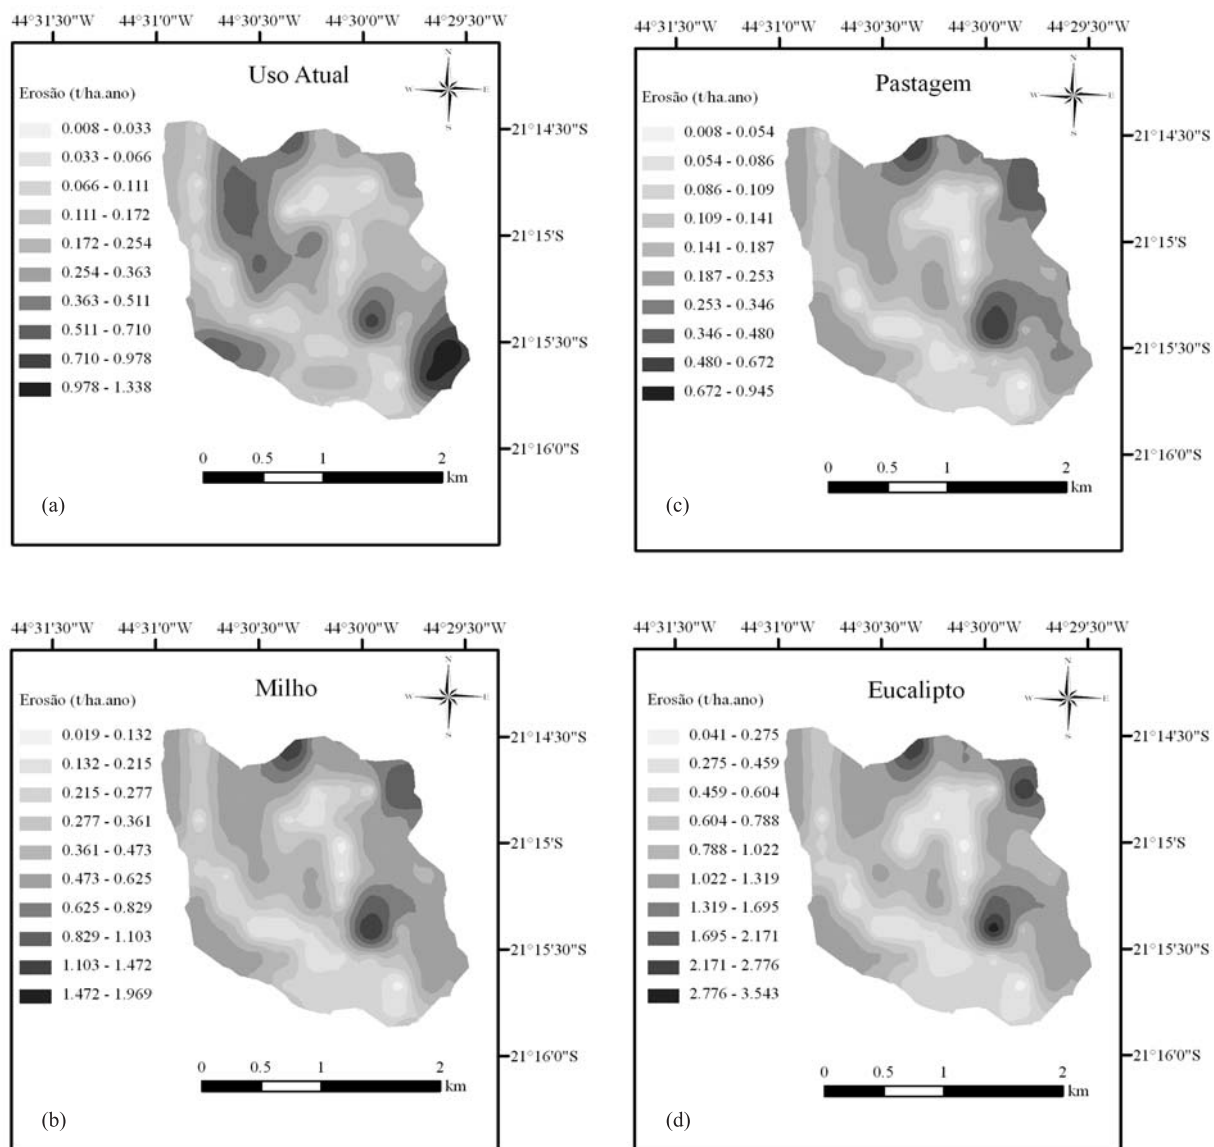 44°31'30"W 44°31'0"W 44°30'30"W 44°30'0"W 44°29'30"W
Uso Atual
N
W E
S
Erosão (t/ha.ano)
0.008 - 0.033
0.033 - 0.066
0.066 - 0.111
0.111 - 0.172
0.172 - 0.254
0.254 - 0.363
0.363 - 0.511
0.511 - 0.710
0.710 - 0.978
0.978 - 1.338
21°14'30"S
21°15'S
21°15'30"S
21°16'0"S
0 0.5 1 2
km
(a)
44°31'30"W 44°31'0"W 44°30'30"W 44°30'0"W 44°29'30"W
Pastagem
N
W E
S
Erosão (t/ha.ano)
0.008 - 0.054
0.054 - 0.086
0.086 - 0.109
0.109 - 0.141
0.141 - 0.187
0.187 - 0.253
0.253 - 0.346
0.346 - 0.480
0.480 - 0.672
0.672 - 0.945
21°14'30"S
21°15'S
21°15'30"S
21°16'0"S
0 0.5 1 2
km
(c)
44°31'30"W 44°31'0"W 44°30'30"W 44°30'0"W 44°29'30"W
Milho
N
W E
S
Erosão (t/ha.ano)
0.019 - 0.132
0.132 - 0.215
0.215 - 0.277
0.277 - 0.361
0.361 - 0.473
0.473 - 0.625
0.625 - 0.829
0.829 - 1.103
1.103 - 1.472
1.472 - 1.969
21°14'30"S
21°15'S
21°15'30"S
21°16'0"S
0 0.5 1 2
km
(b)
44°31'30"W 44°31'0"W 44°30'30"W 44°30'0"W 44°29'30"W
Eucalipto
N
W E
S
Erosão (t/ha.ano)
0.041 - 0.275
0.275 - 0.459
0.459 - 0.604
0.604 - 0.788
0.788 - 1.022
1.022 - 1.319
1.319 - 1.695
1.695 - 2.171
2.171 - 2.776
2.776 - 3.543
21°14'30"S
21°15'S
21°15'30"S
21°16'0"S
0 0.5 1 2
km
(d)